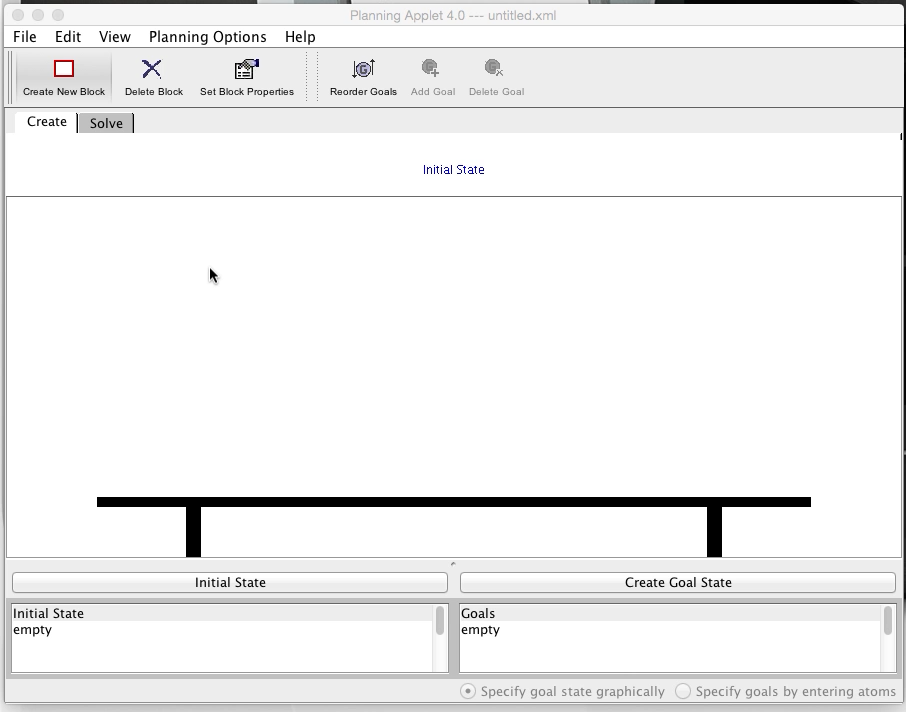 Planning Applet 4.0 --- untitled.xml
File Edit View Planning Options Help
Create New Block Delete Block Set Block Properties Reorder Goals Add Goal Delete Goal
Create Solve
Initial State
Initial State Create Goal State
Initial State Goals
empty empty
Specify goal state graphically Specify goals by entering atoms